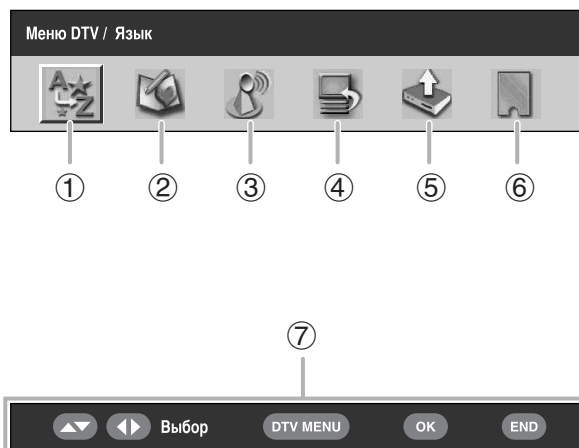 Меню DTV / Язык
① ② ③ ④ ⑤ ⑥
⑦
Выбор DTV MENU OK END